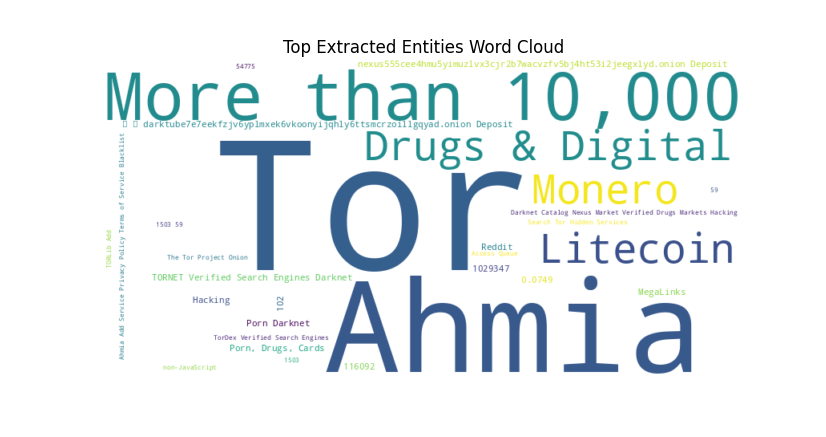 Top Extracted Entities Word Cloud
54775
nexus555cee4hmu5yimuzlvx3cjr2b7wacvzfv5bj4ht53i2jeegxlyd.onion Deposit
More than 10,000
darktube7e7eekfzjv6yplmxek6vkoonyijqhly6ttsmcrzoillgqyad.onion Deposit
Drugs & Digital
Tor
Monero
59
Darknet Catalog Nexus Market Verified Drugs Markets Hacking
Search Tor Hidden Services
1503 59
TORLib Add
Ahmia Add Service Privacy Policy Terms of Service Blacklist
Reddit
Access Queue
Litecoin
The Tor Project Onion
1029347
TORNET Verified Search Engines Darknet
0.0749
Ahmia
MegaLinks
Hacking
102
Porn Darknet
TorDex Verified Search Engines
Porn, Drugs, Cards
1503
non-JavaScript
116092